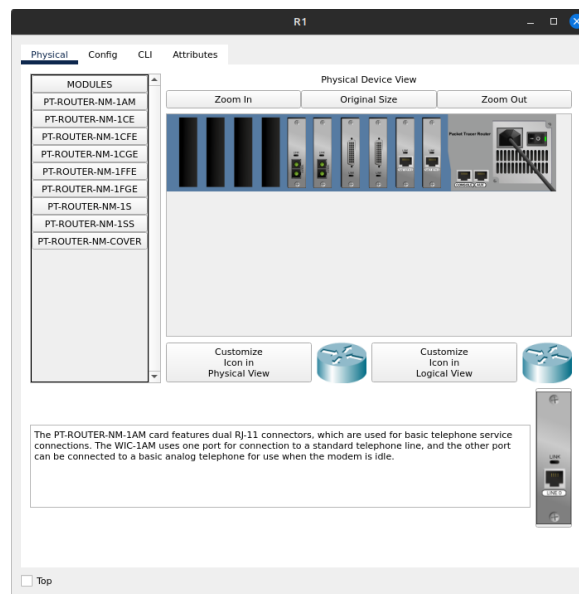 R1
Physical Config CLI Attributes
MODULES
PT-ROUTER-NM-1AM
PT-ROUTER-NM-1CE
PT-ROUTER-NM-1CFE
PT-ROUTER-NM-1CGE
PT-ROUTER-NM-1FFE
PT-ROUTER-NM-1FGE
PT-ROUTER-NM-1S
PT-ROUTER-NM-1SS
PT-ROUTER-NM-COVER
Physical Device View
Zoom In Original Size Zoom Out
Packet Tracer Router
Customize
Icon in
Physical View
Customize
Icon in
Logical View
The PT-ROUTER-NM-1AM card features dual RJ-11 connectors, which are used for basic telephone service
connections. The WIC-1AM uses one port for connection to a standard telephone line, and the other port
can be connected to a basic analog telephone for use when the modem is idle.
LINK
Top